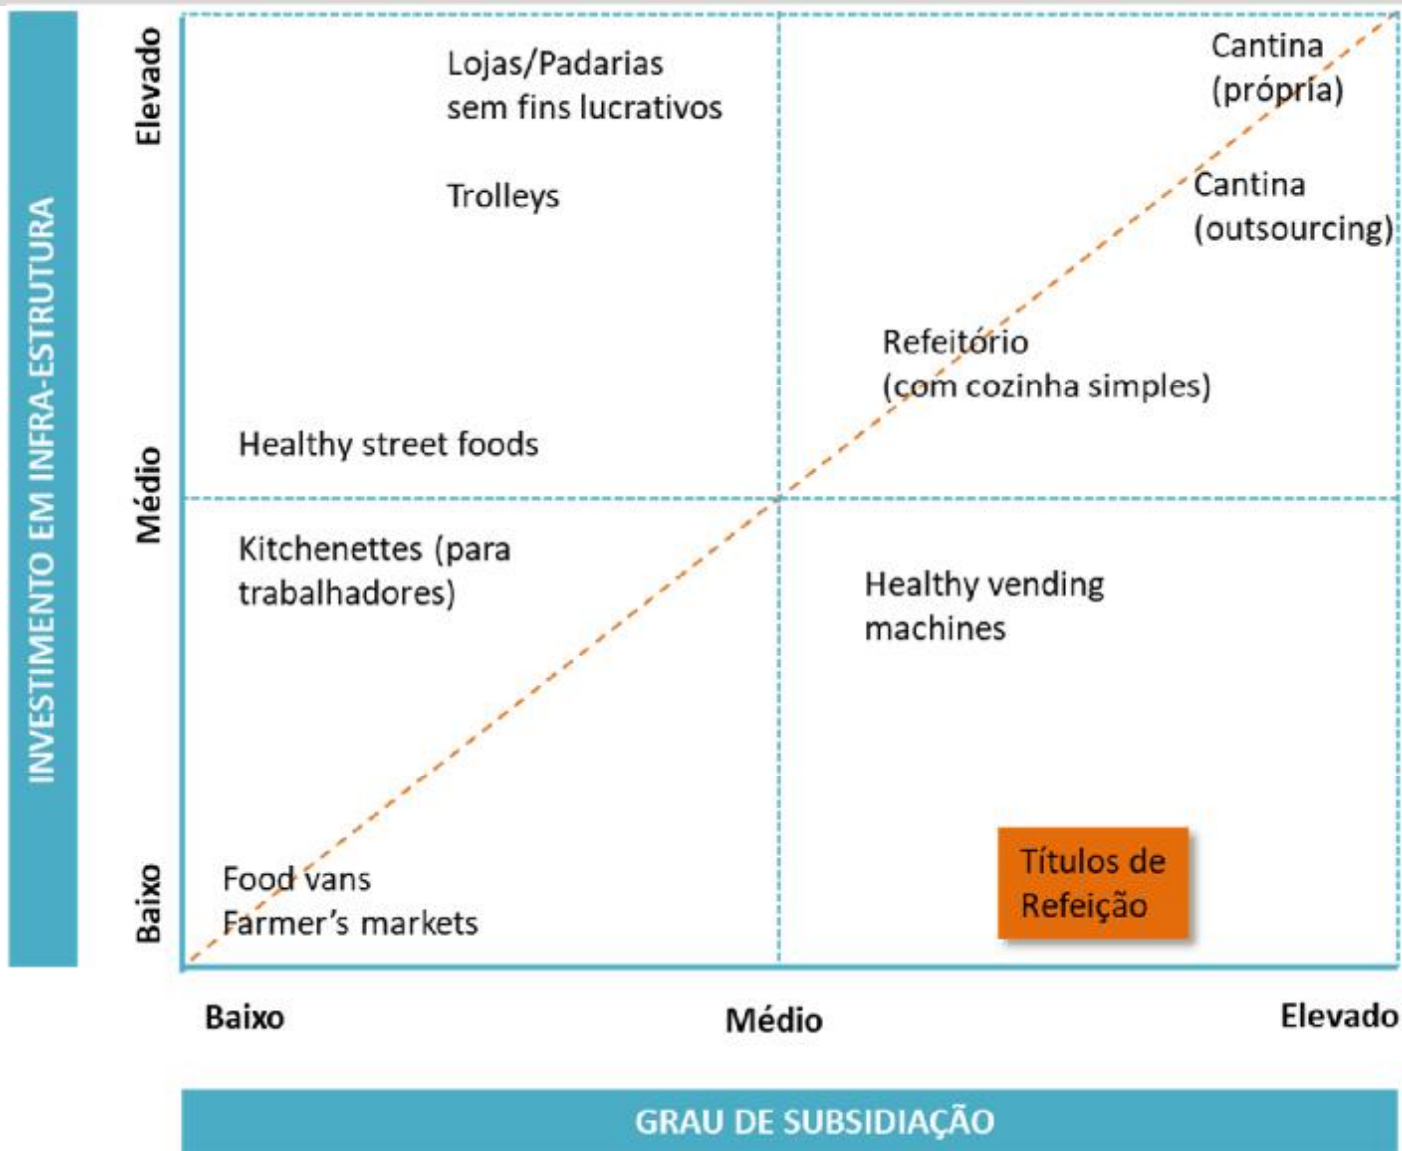 INVESTIMENTO EM INFRA-ESTRUTURA
Elevado
Médio
Baixo
Lojas/Padarias
sem fins lucrativos
Trolleys
Healthy street foods
Cantina
(própria)
Cantina
(outsourcing)
Refeitório
(com cozinha simples)
Kitchenettes (para
trabalhadores)
Food vans
Farmer’s markets
Healthy vending
machines
Títulos de
Refeição
Baixo
Médio
Elevado
GRAU DE SUBSIDIAÇÃO